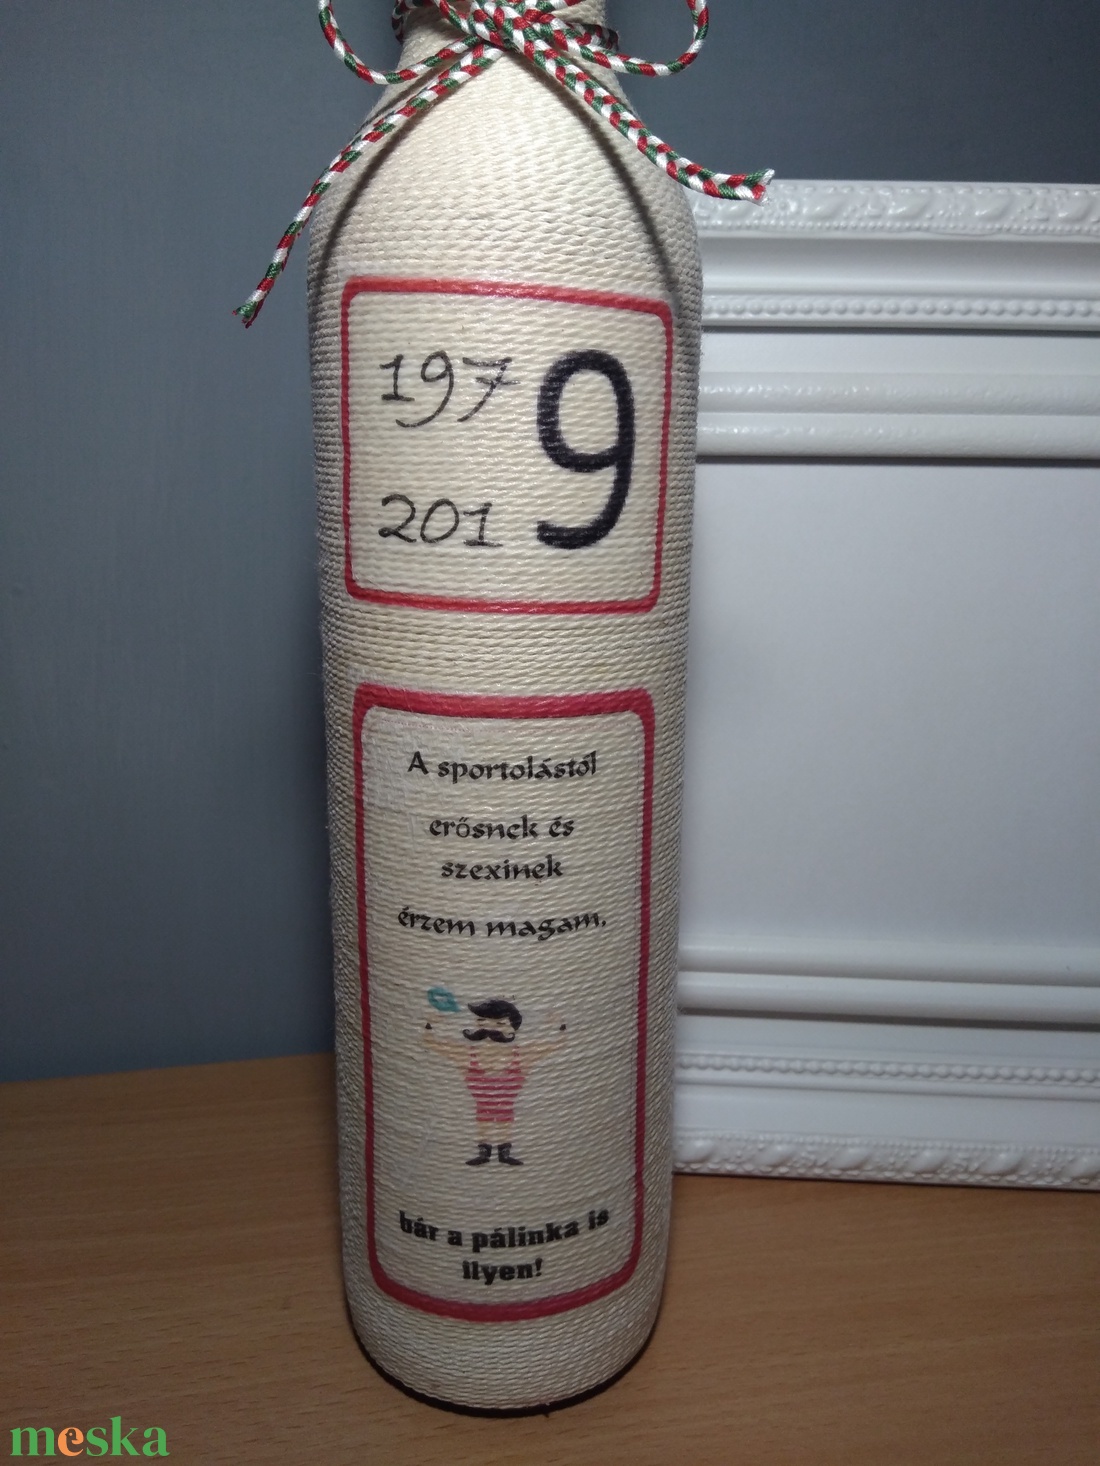 197 9
201
A sportolástól
erősnek és
szexinek
érzem magam,
bár a pálinka is
ilyen!
meska